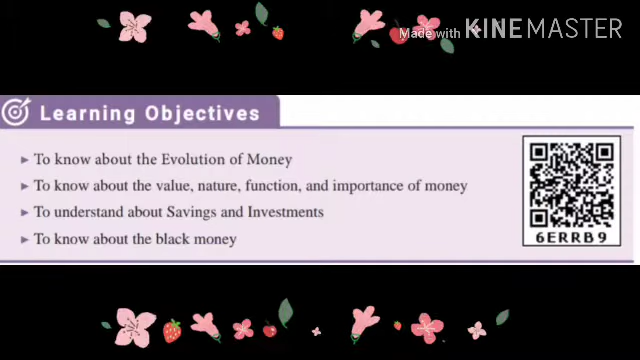 Made with KINEMASTER
Learning Objectives
► To know about the Evolution of Money
► To know about the value, nature, function, and importance of money
► To understand about Savings and Investments
► To know about the black money
6ERRB9